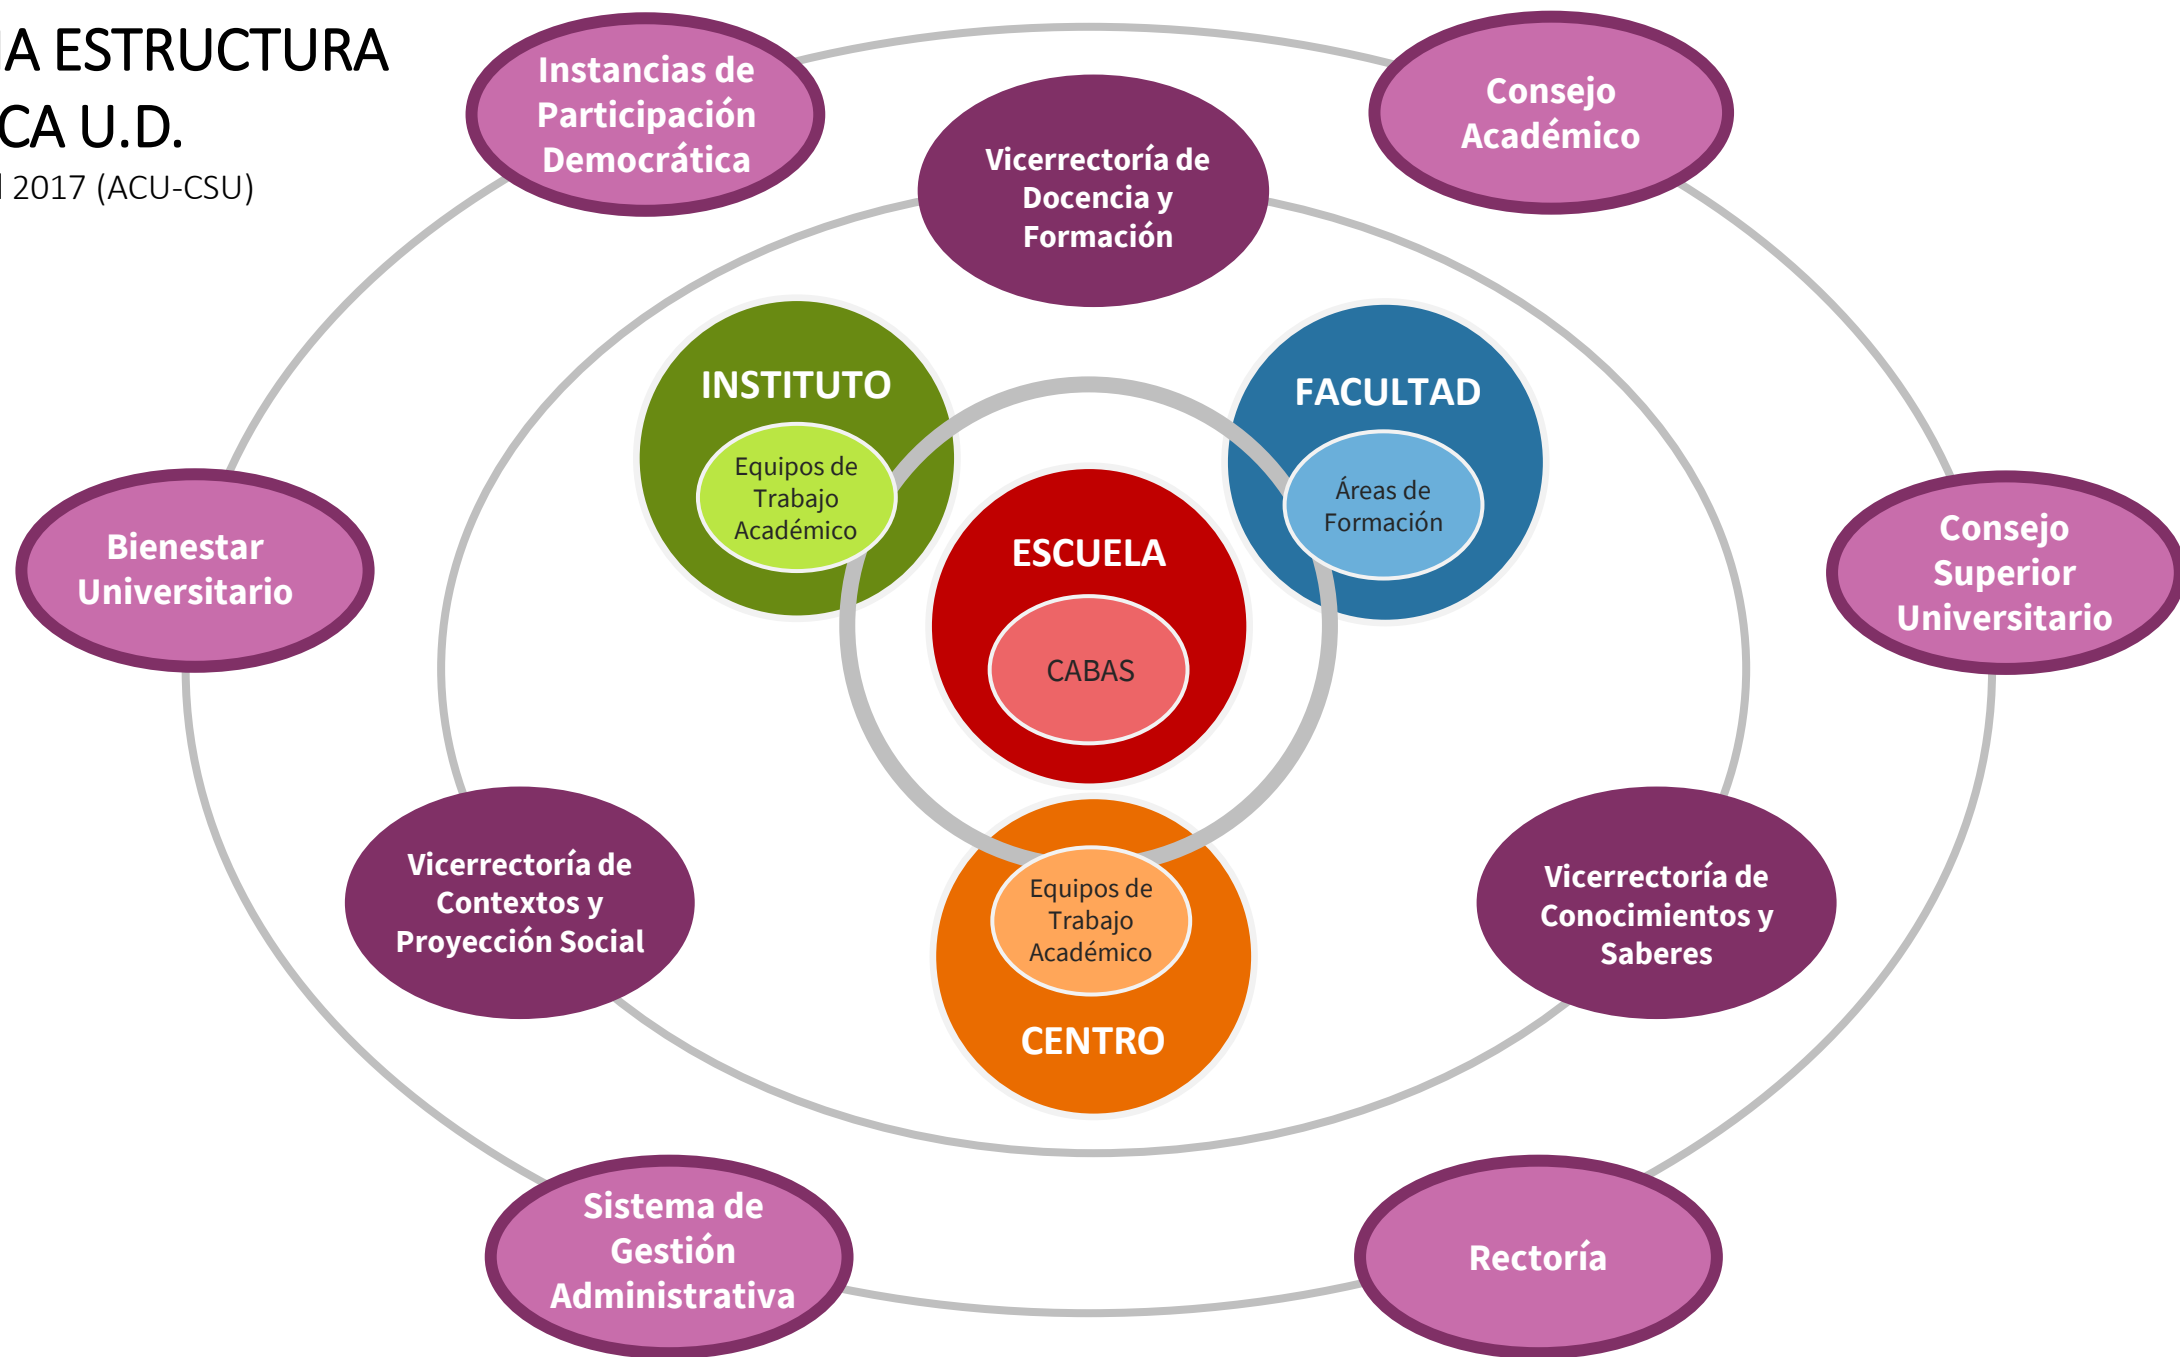 ESTRUCTURA
U.D.
2017 (ACU-CSU)
Instancias de
Participación
Democrática
Consejo
Académico
Vicerrectoría de
Docencia y
Formación
INSTITUTO
Equipos de
Trabajo
Académico
FACULTAD
Áreas de
Formación
ESCUELA
CABAS
Bienestar
Universitario
Consejo
Superior
Universitario
Vicerrectoría de
Contextos y
Proyección Social
Equipos de
Trabajo
Académico
CENTRO
Vicerrectoría de
Conocimientos y
Saberes
Sistema de
Gestión
Administrativa
Rectoría